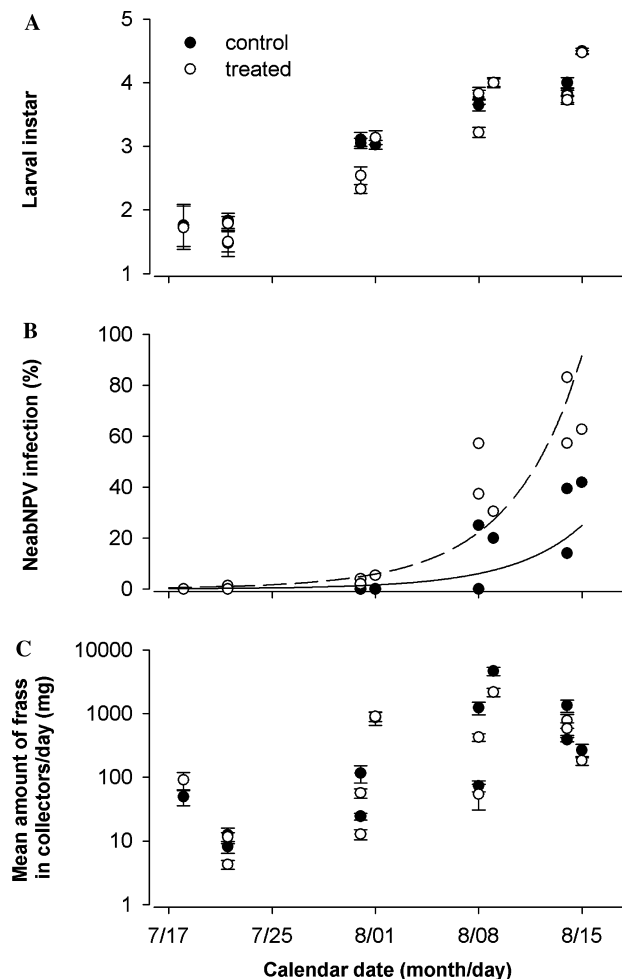 A
5
4
3
2
1
Larval instar
control
treated
B
100
80
60
40
20
0
NeabNPV infection (%)
C
10000
1000
100
10
1
Mean amount of frass
in collectors/day (mg)
7/17 7/25 8/01 8/08 8/15
Calendar date (month/day)